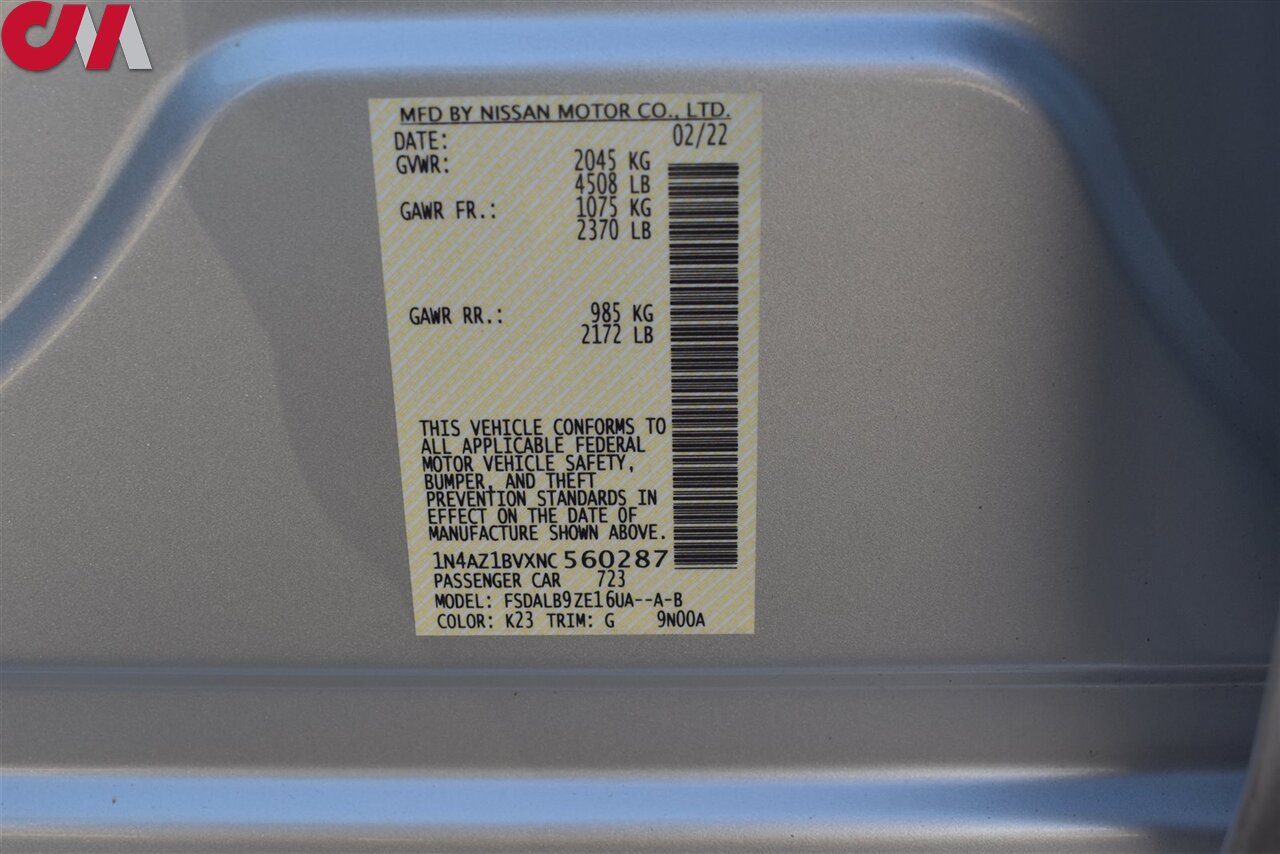 CM
MFD BY NISSAN MOTOR CO., LTD.
DATE: 02/22
GVWR: 2045 KG
4508 LB
GAWR FR.: 1075 KG
2370 LB
GAWR RR.: 985 KG
2172 LB
THIS VEHICLE CONFORMS TO
ALL APPLICABLE FEDERAL
MOTOR VEHICLE SAFETY,
BUMPER, AND THEFT
PREVENTION STANDARDS IN
EFFECT ON THE DATE OF
MANUFACTURE SHOWN ABOVE.
1N4AZ1BVXNC560287
PASSENGER CAR 723
MODEL: FSDALB9ZE16UA--A-B
COLOR: K23 TRIM: G 9N00A